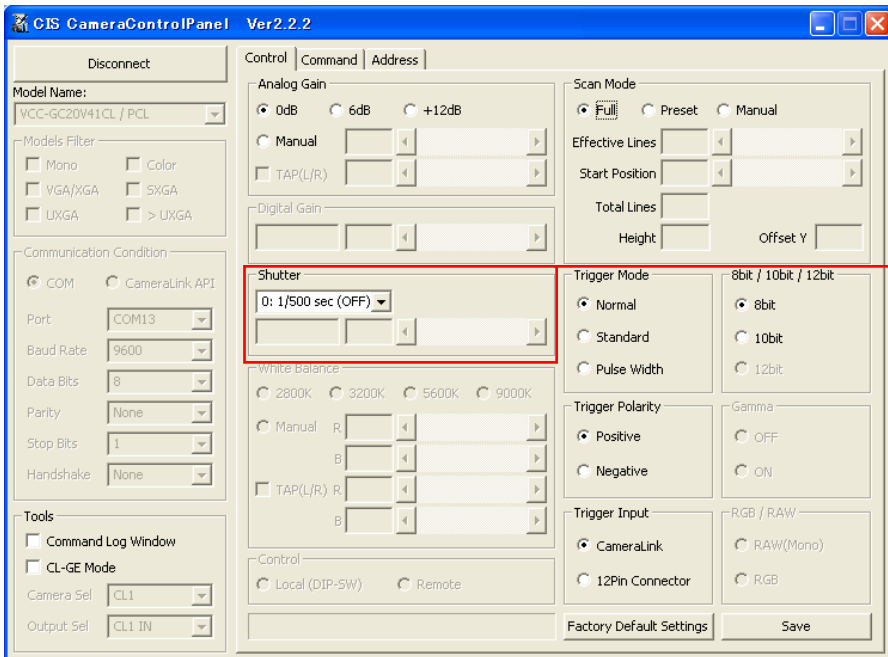 CIS CameraControlPanel Ver2.2.2
Disconnect
Model Name:
VCC-GC20V41CL / PCL
Models Filter
Mono
Color
VGA/XGA
SXGA
UXGA
> UXGA
Communication Condition
COM
CameraLink API
Port
COM13
Baud Rate
9600
Data Bits
8
Parity
None
Stop Bits
1
Handshake
None
Tools
Command Log Window
CL-GE Mode
Camera Sel
CL1
Output Sel
CL1 IN
Control
Command
Address
Analog Gain
0dB
6dB
+12dB
Manual
TAP(L/R)
Digital Gain
Shutter
0: 1/500 sec (OFF)
White Balance
2800K
3200K
5600K
9000K
Manual
R
B
TAP(L/R) R
B
Control
Local (DIP-SW)
Remote
Scan Mode
Full
Preset
Manual
Effective Lines
Start Position
Total Lines
Height
Offset Y
Trigger Mode
Normal
Standard
Pulse Width
8bit / 10bit / 12bit
8bit
10bit
12bit
Trigger Polarity
Positive
Negative
Gamma
OFF
ON
Trigger Input
CameraLink
12Pin Connector
RGB / RAW
RAW(Mono)
RGB
Factory Default Settings
Save